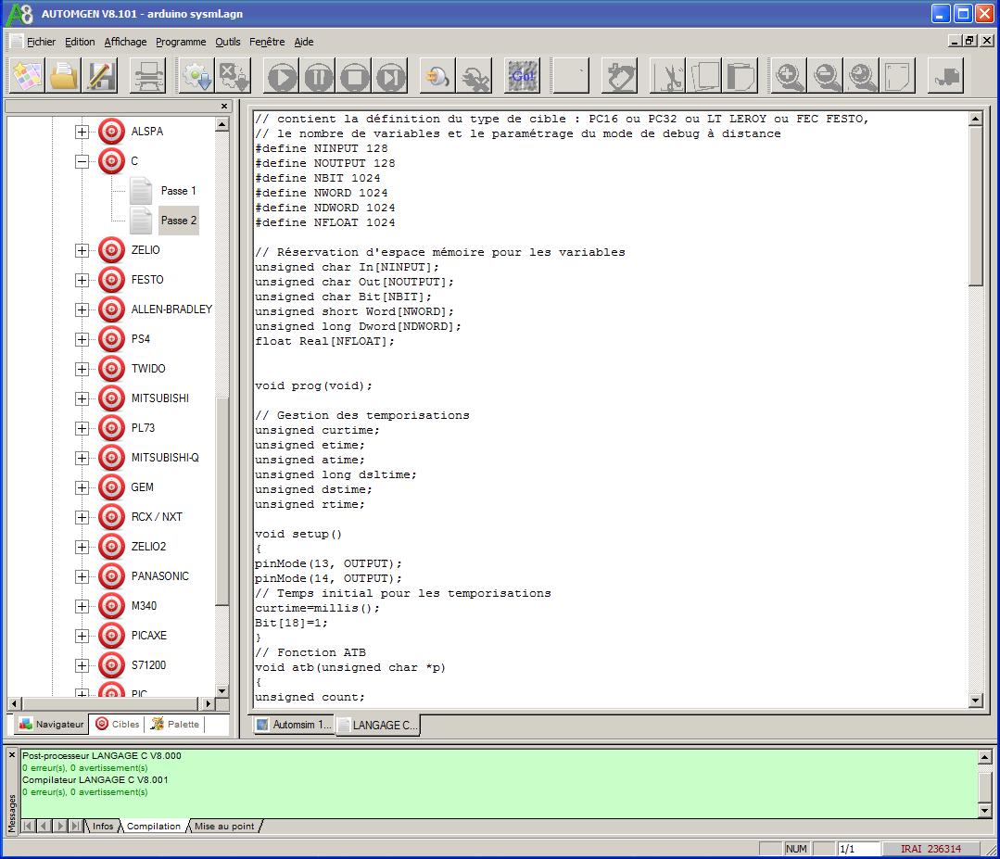 AUTOMGEN V8.101 - arduino sysml.agn
Fichier Edition Affichage Programme Outils Fenêtre Aide
Go!
ALSPA
C
Passe 1
Passe 2
ZELIO
FESTO
ALLEN-BRADLEY
PS4
TWIDO
MITSUBISHI
PL73
MITSUBISHI-Q
GEM
RCX / NXT
ZELIO2
PANASONIC
M340
PICAXE
S71200
PIC
Navigateur Cibles Palette
// contient la définition du type de cible : PC16 ou PC32 ou LT LEROY ou FEC FESTO,
// le nombre de variables et le paramétrage du mode de debug à distance
#define NINPUT 128
#define NOUTPUT 128
#define NBIT 1024
#define NWORD 1024
#define NDWORD 1024
#define NFLOAT 1024
// Réservation d'espace mémoire pour les variables
unsigned char In[NINPUT];
unsigned char Out[NOUTPUT];
unsigned char Bit[NBIT];
unsigned short Word[NWORD];
unsigned long Dword[NDWORD];
float Real[NFLOAT];
void prog(void);
// Gestion des temporisations
unsigned curtime;
unsigned etime;
unsigned atime;
unsigned long dsltime;
unsigned dstime;
unsigned rtime;
void setup()
{
pinMode(13, OUTPUT);
pinMode(14, OUTPUT);
// Temps initial pour les temporisations
curtime=millis();
Bit[18]=1;
}
// Fonction ATB
void atb(unsigned char *p)
{
unsigned count;
Automsim 1... LANGAGE C...
Messages
Post-processeur LANGAGE C V8.000
0 erreur(s), 0 avertissement(s)
Compilateur LANGAGE C V8.001
0 erreur(s), 0 avertissement(s)
Infos Compilation Mise au point
NUM 1/1 IRAI 236314